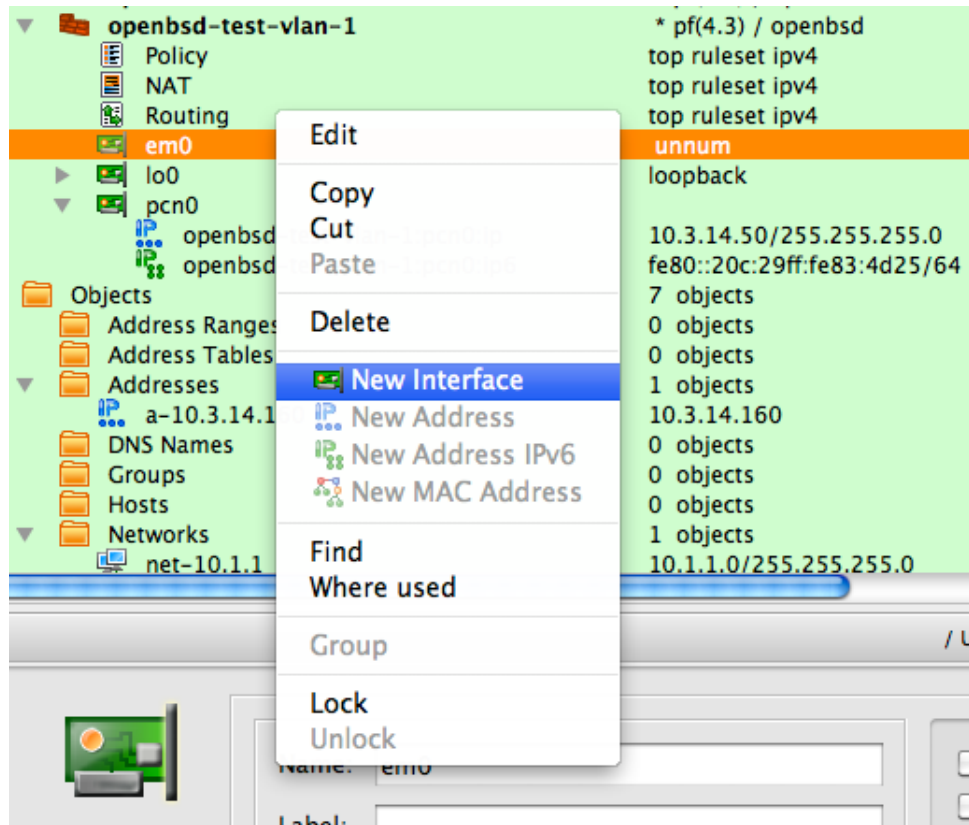 openbsd-test-vlan-1 * pf(4.3) / openbsd
Policy top ruleset ipv4
NAT top ruleset ipv4
Routing top ruleset ipv4
em0 unnum
lo0 loopback
pcn0
openbsd-test-vlan-1:pcn0:ip 10.3.14.50/255.255.255.0
openbsd-test-vlan-1:pcn0:ip6 fe80::20c:29ff:fe83:4d25/64
Objects 7 objects
Address Ranges 0 objects
Address Tables 0 objects
Addresses 1 objects
a-10.3.14.1 10.3.14.160
DNS Names 0 objects
Groups 0 objects
Hosts 0 objects
Networks 1 objects
net-10.1.1 10.1.1.0/255.255.255.0
Edit
Copy
Cut
Paste
Delete
New Interface
New Address
New Address IPv6
New MAC Address
Find
Where used
Group
Lock
Unlock
/ U
Name: em0
Label: